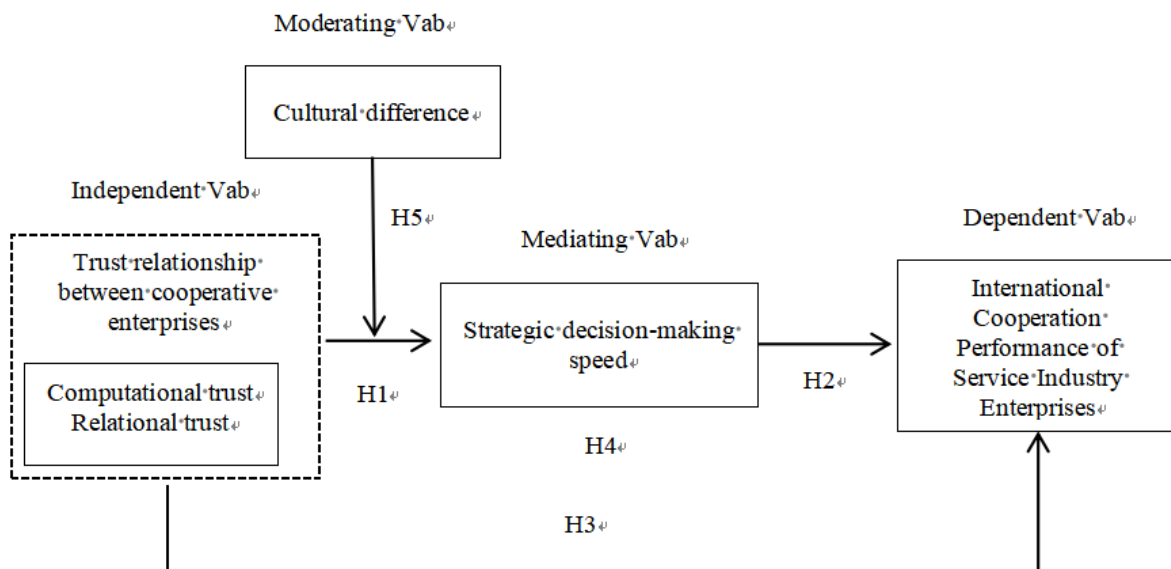 Moderating Vab
Cultural difference
Independent Vab
H5
Mediating Vab
Dependent Vab
Trust relationship
between cooperative
enterprises
Computational trust
Relational trust
H1
Strategic decision-making
speed
H2
International
Cooperation
Performance of
Service Industry
Enterprises
H4
H3